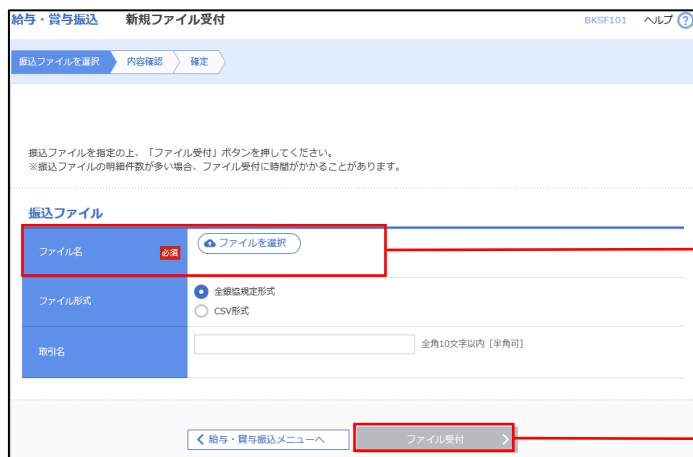 給与・賞与振込 新規ファイル受付 BKSF101 ヘルプ ?
振込ファイルを選択 内容確認 確定
振込ファイルを指定の上、「ファイル受付」ボタンを押してください。
※振込ファイルの明細件数が多い場合、ファイル受付に時間がかかることがあります。
振込ファイル
ファイル名 必須 ファイルを選択
ファイル形式 全銀協規定形式
CSV形式
取引名 全角10文字以内［半角可］
給与・賞与振込メニューへ ファイル受付